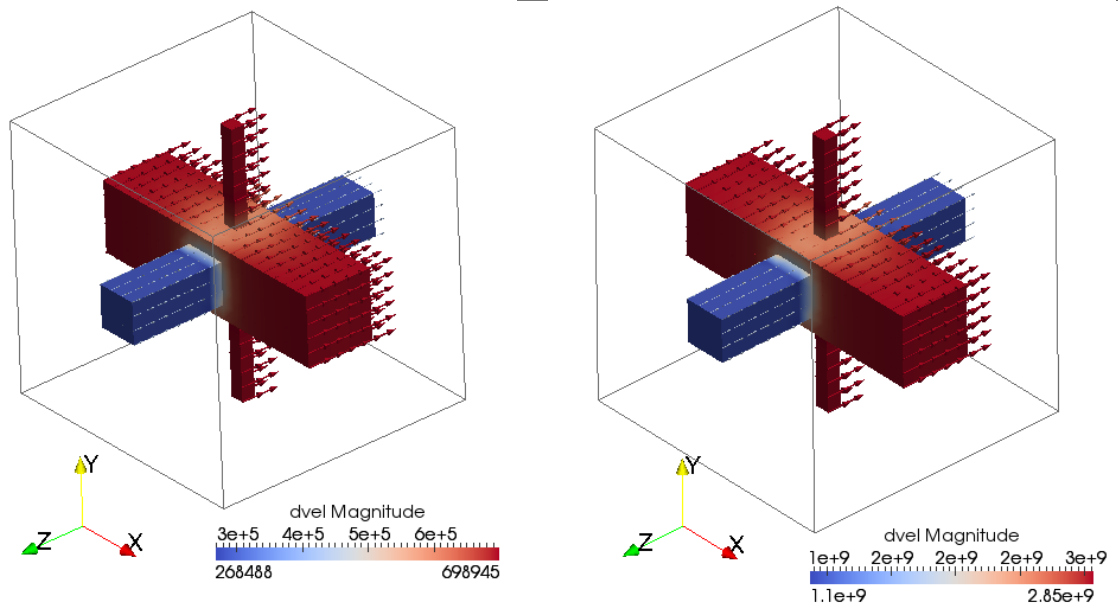 Y
Z
X
dvel Magnitude
3e+5 4e+5 5e+5 6e+5
268488 698945
Y
Z
X
dvel Magnitude
1e+9 2e+9 2e+9 2e+9 3e+9
1.1e+9 2.85e+9